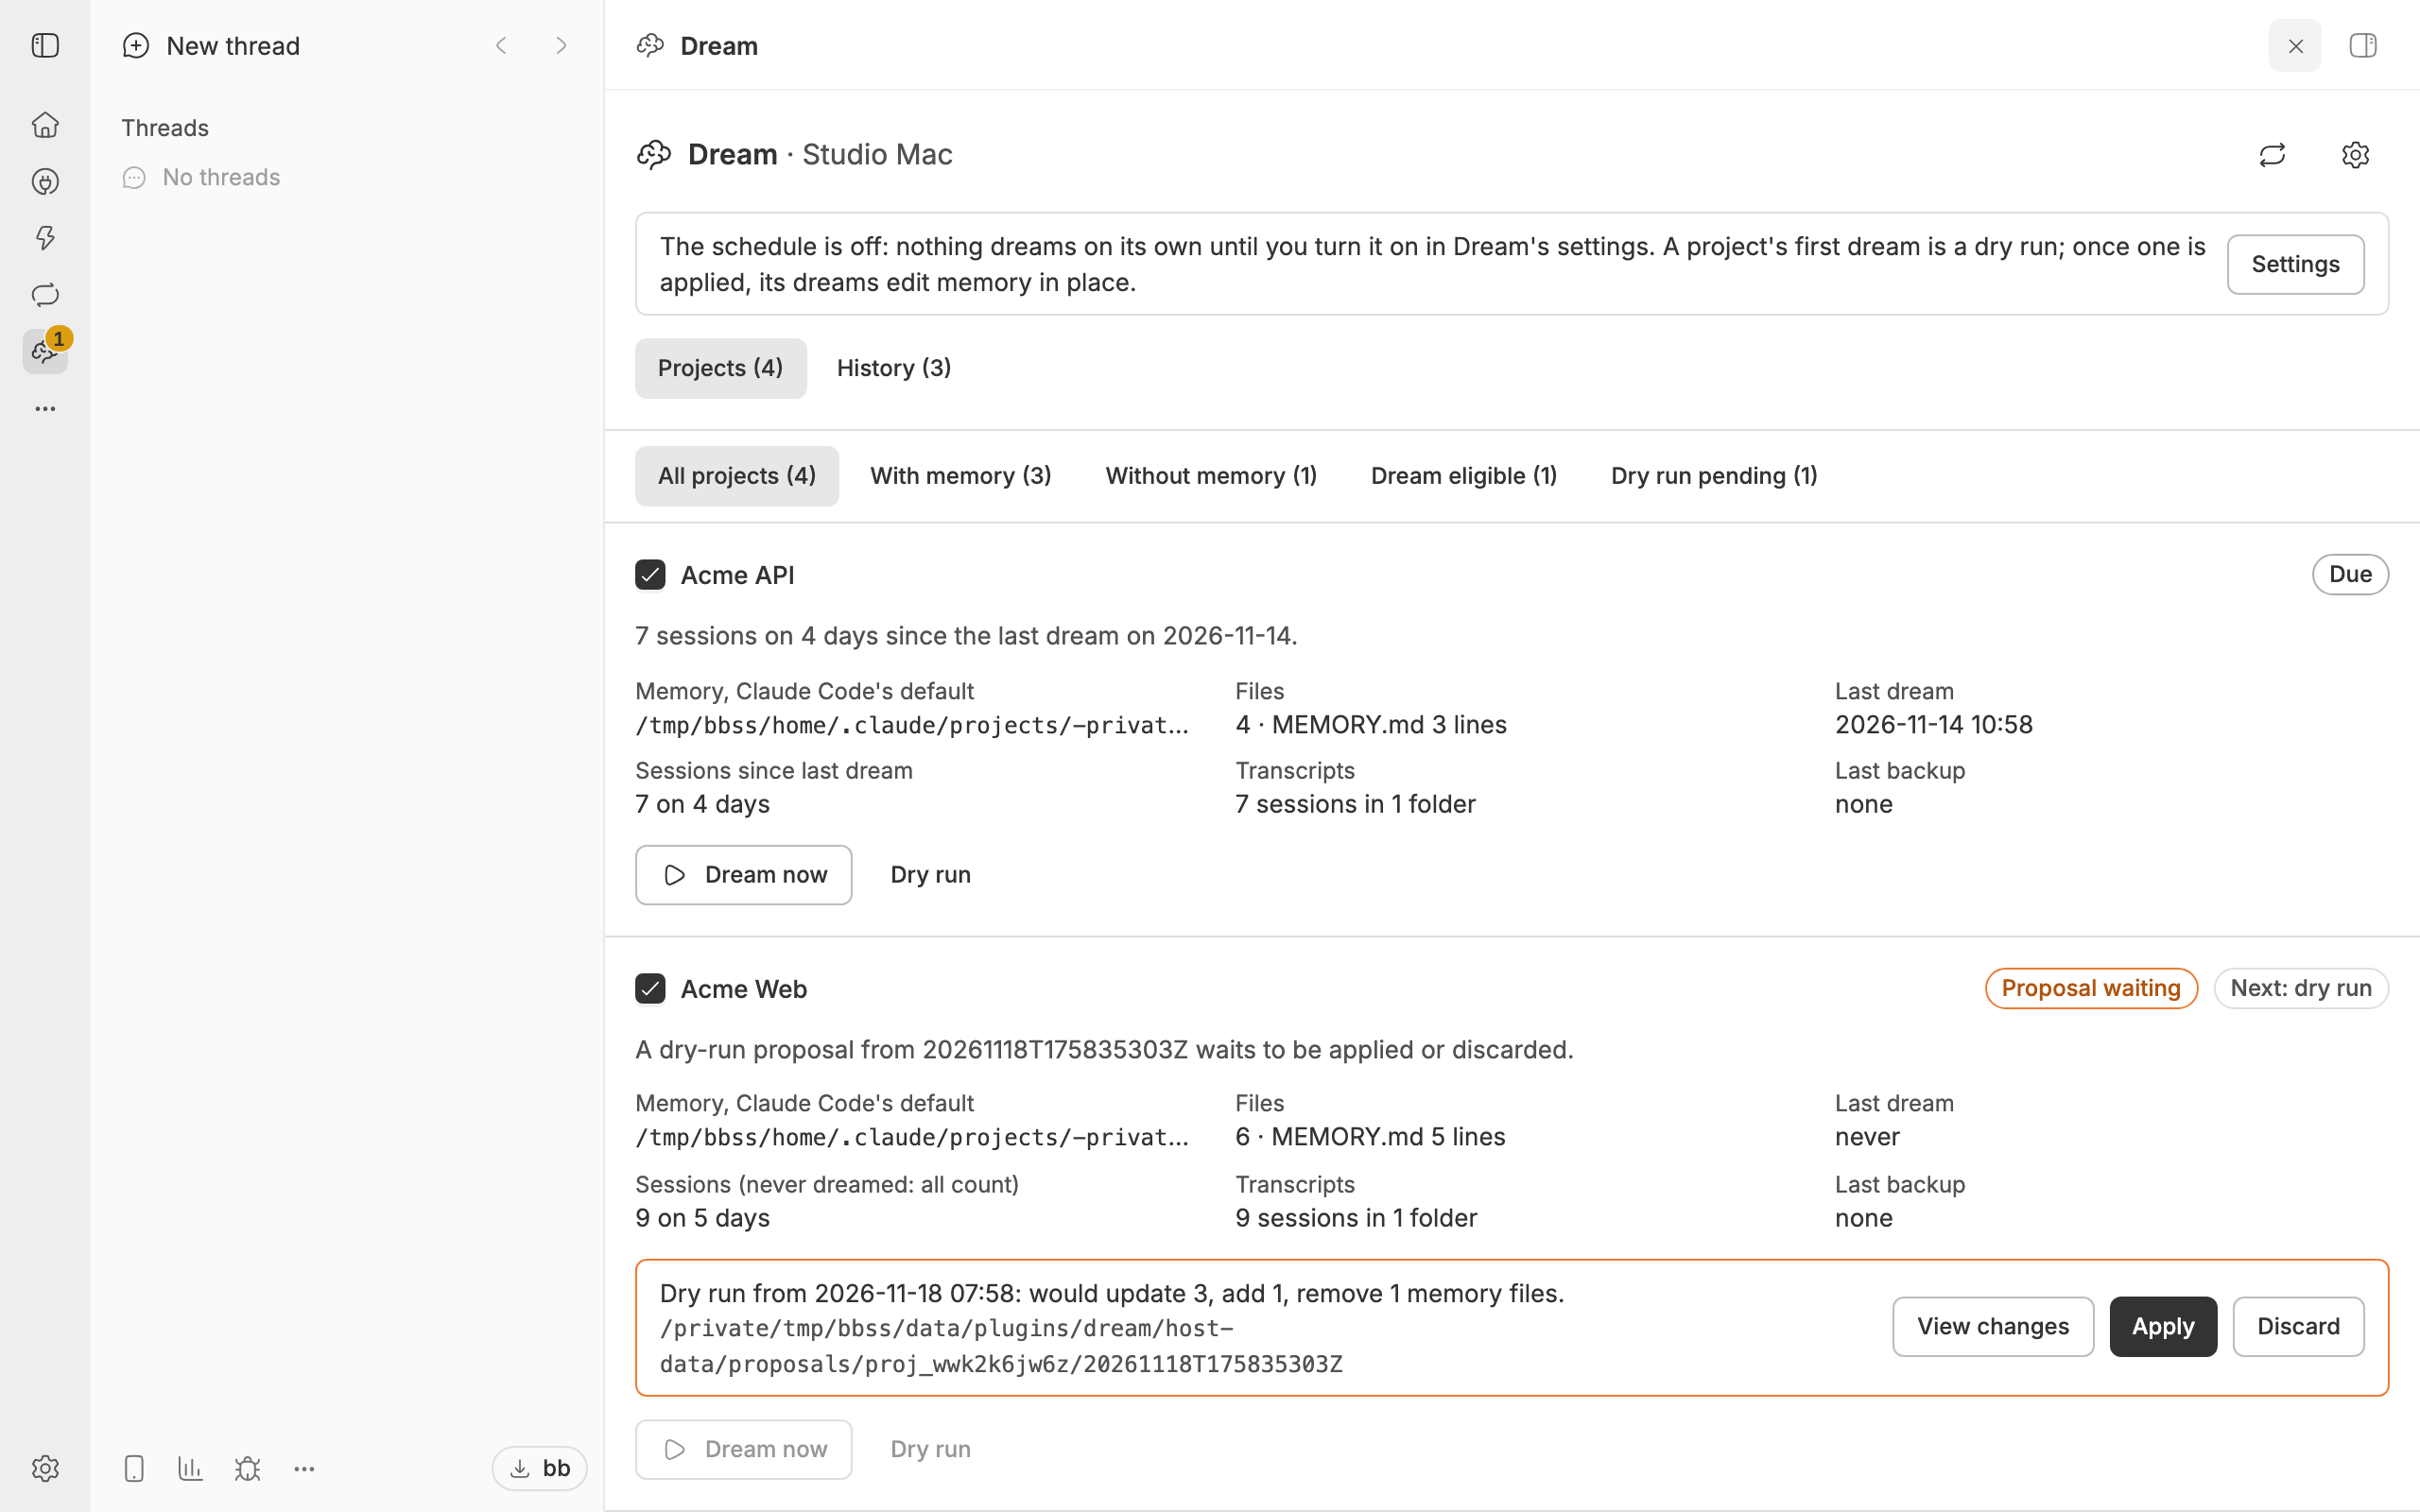 New thread
Threads
No threads
1
bb
Dream
Dream · Studio Mac
The schedule is off: nothing dreams on its own until you turn it on in Dream's settings. A project's first dream is a dry run; once one is
applied, its dreams edit memory in place.
Settings
Projects (4) History (3)
All projects (4) With memory (3) Without memory (1) Dream eligible (1) Dry run pending (1)
Acme API Due
7 sessions on 4 days since the last dream on 2026-11-14.
Memory, Claude Code's default Files Last dream
/tmp/bbss/home/.claude/projects/-privat... 4 · MEMORY.md 3 lines 2026-11-14 10:58
Sessions since last dream Transcripts Last backup
7 on 4 days 7 sessions in 1 folder none
Dream now Dry run
Acme Web Proposal waiting Next: dry run
A dry-run proposal from 20261118T175835303Z waits to be applied or discarded.
Memory, Claude Code's default Files Last dream
/tmp/bbss/home/.claude/projects/-privat... 6 · MEMORY.md 5 lines never
Sessions (never dreamed: all count) Transcripts Last backup
9 on 5 days 9 sessions in 1 folder none
Dry run from 2026-11-18 07:58: would update 3, add 1, remove 1 memory files.
/private/tmp/bbss/data/plugins/dream/host-
data/proposals/proj_wwk2k6jw6z/20261118T175835303Z
View changes Apply Discard
Dream now Dry run